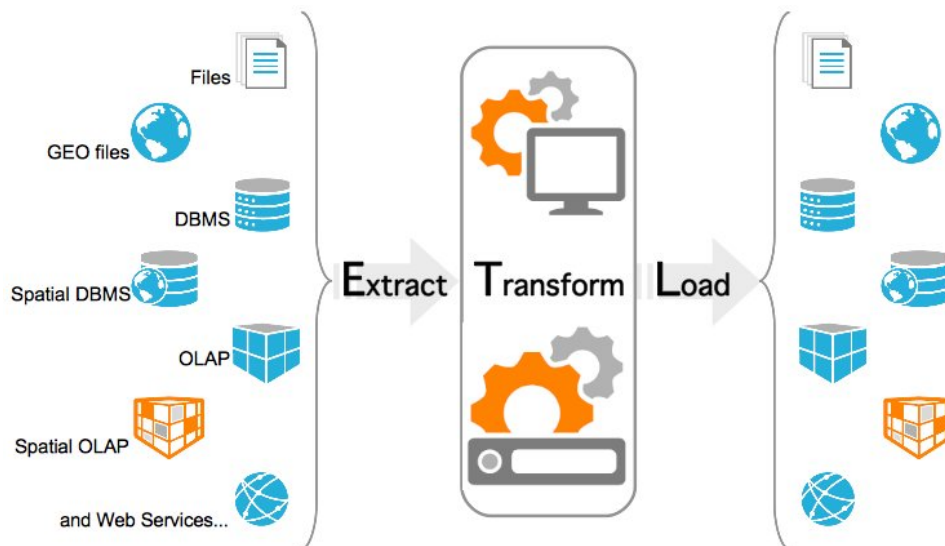 Files
GEO files
DBMS
Spatial DBMS
Extract Transform Load
OLAP
Spatial OLAP
and Web Services...